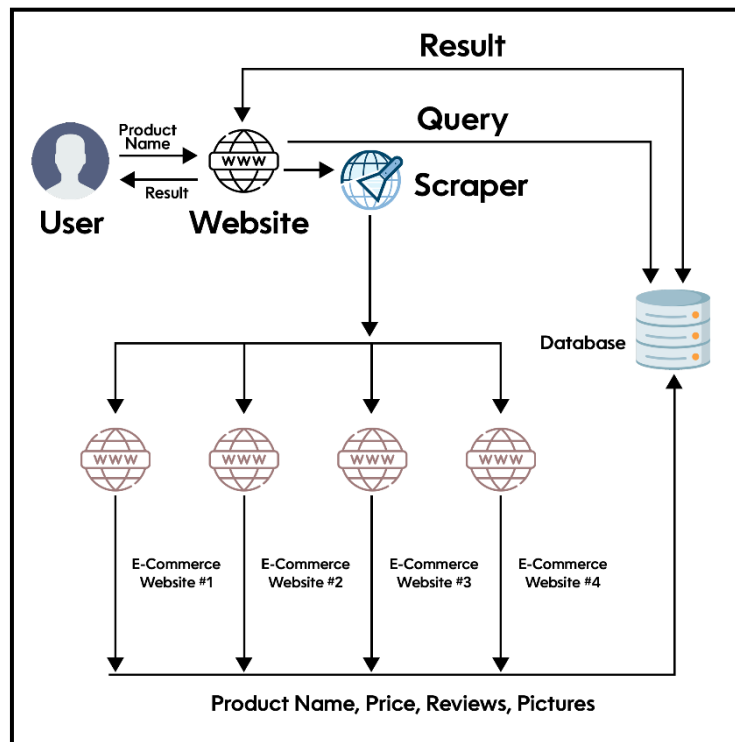 Result
Query
Product
Name
WWW
Result
User
Website
Scraper
Database
WWW
WWW
WWW
WWW
E-Commerce
Website #1
E-Commerce
Website #2
E-Commerce
Website #3
E-Commerce
Website #4
Product Name, Price, Reviews, Pictures